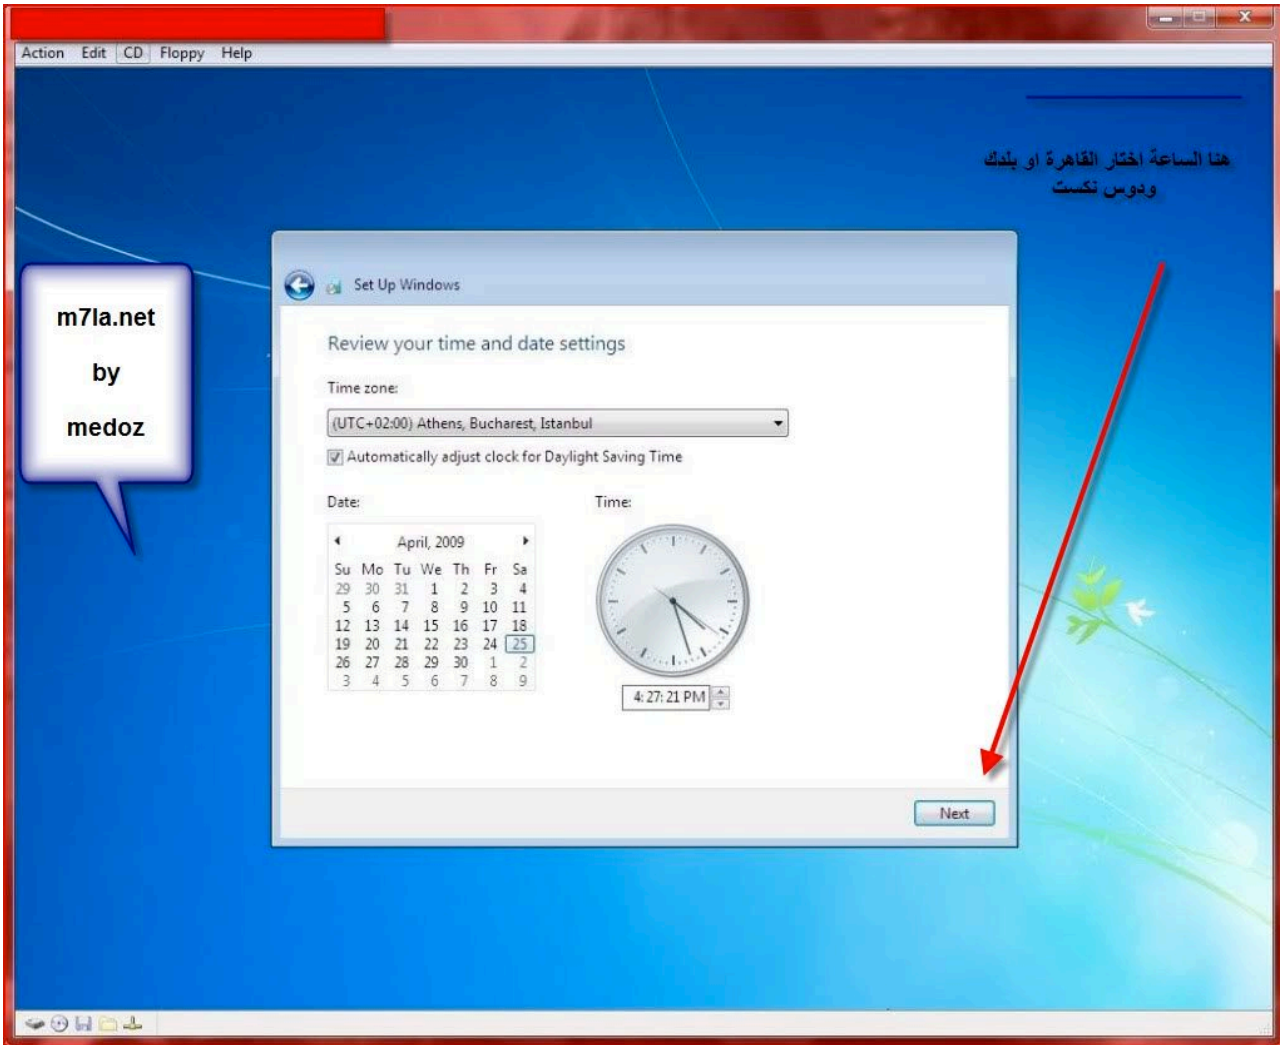 Action Edit CD Floppy Help
هنا الساعة اختار القاهرة او بلدك
ودوس نكست
m7la.net
by
medoz
Set Up Windows
Review your time and date settings
Time zone:
(UTC+02:00) Athens, Bucharest, Istanbul
Automatically adjust clock for Daylight Saving Time
Date:
April, 2009
Su Mo Tu We Th Fr Sa
29 30 31 1 2 3 4
5 6 7 8 9 10 11
12 13 14 15 16 17 18
19 20 21 22 23 24 25
26 27 28 29 30 1 2
3 4 5 6 7 8 9
Time:
4:27:21 PM
Next